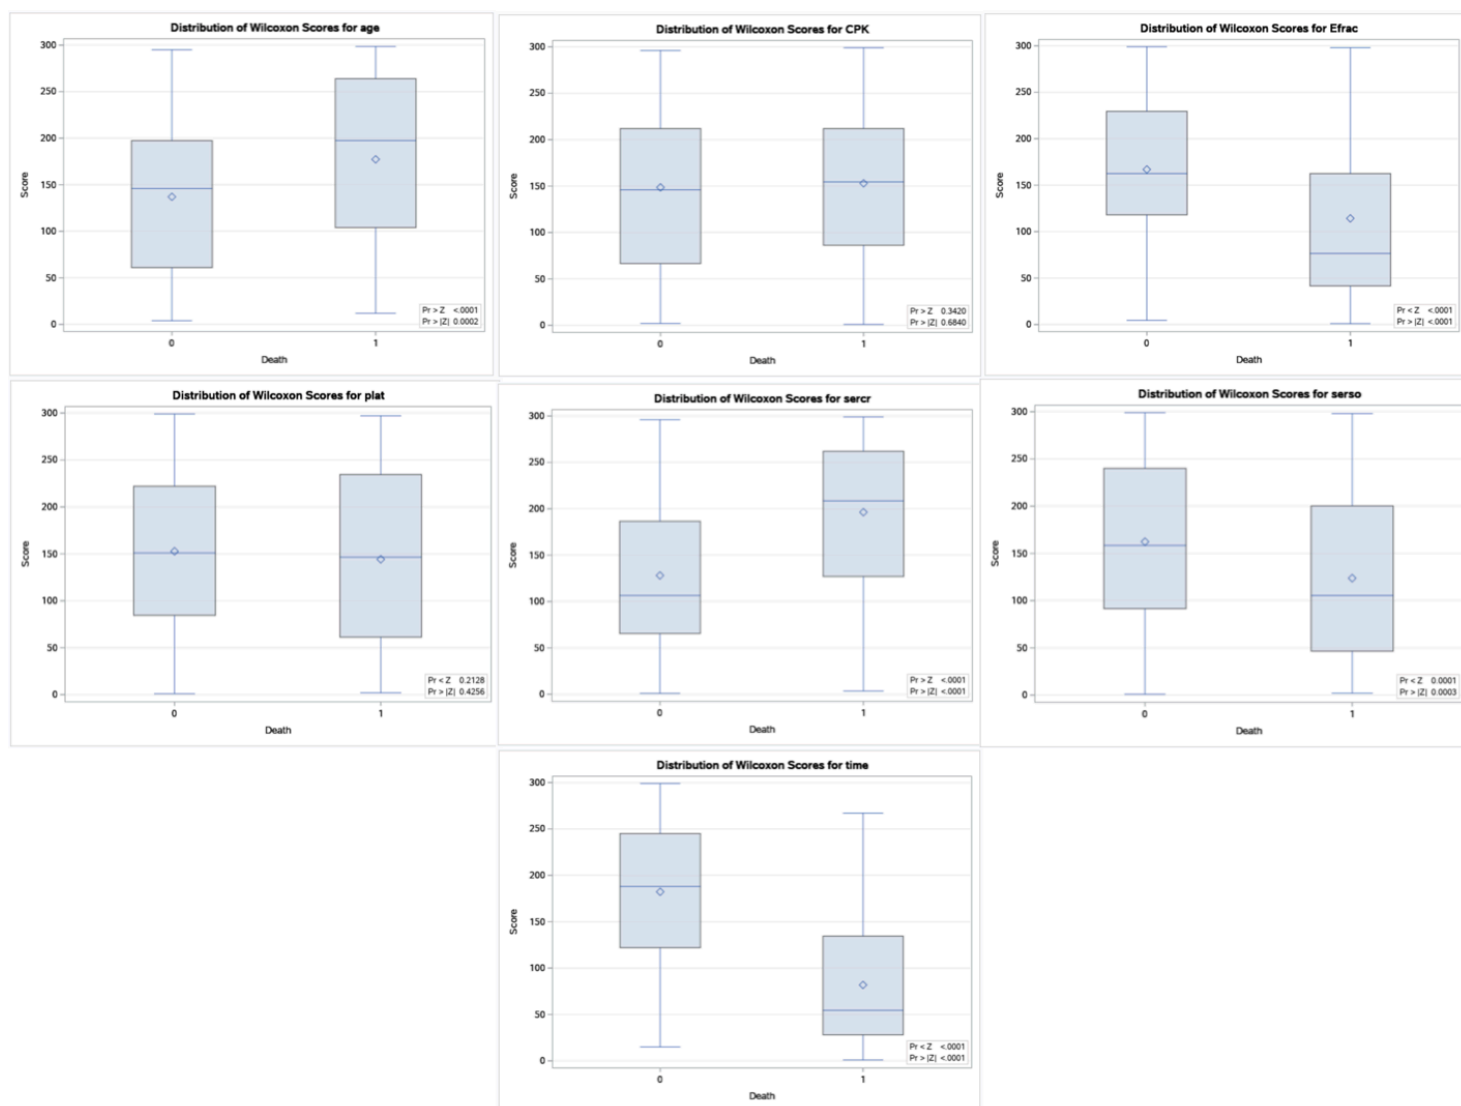 Distribution of Wilcoxon Scores for age
300
250
200
150
100
50
0
Score
0 1
Death
Pr > Z <.0001
Pr > |Z| 0.0002
Distribution of Wilcoxon Scores for CPK
300
250
200
150
100
50
0
Score
0 1
Death
Pr > Z 0.3420
Pr > |Z| 0.6840
Distribution of Wilcoxon Scores for Efrac
300
250
200
150
100
50
0
Score
0 1
Death
Pr < Z <.0001
Pr > |Z| <.0001
Distribution of Wilcoxon Scores for plat
300
250
200
150
100
50
0
Score
0 1
Death
Pr < Z 0.2128
Pr > |Z| 0.4256
Distribution of Wilcoxon Scores for sercr
300
250
200
150
100
50
0
Score
0 1
Death
Pr > Z <.0001
Pr > |Z| <.0001
Distribution of Wilcoxon Scores for serso
300
250
200
150
100
50
0
Score
0 1
Death
Pr < Z 0.0001
Pr > |Z| 0.0003
Distribution of Wilcoxon Scores for time
300
250
200
150
100
50
0
Score
0 1
Death
Pr < Z <.0001
Pr > |Z| <.0001